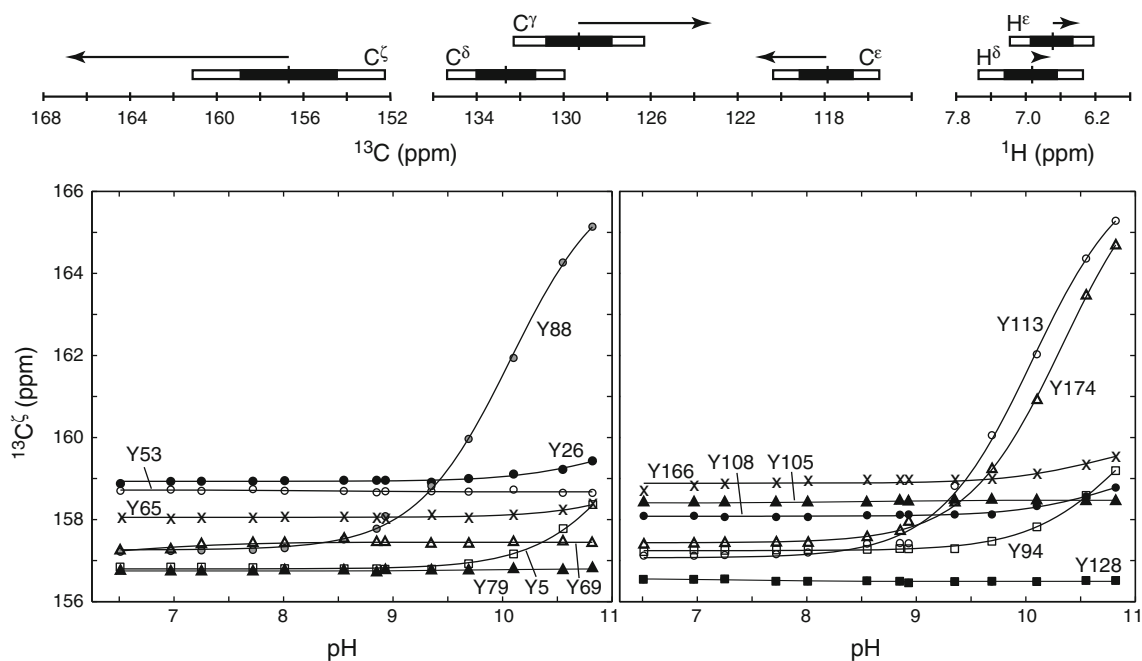 Cγ Hε
Cζ Cδ Cε Hδ
168 164 160 156 152 134 130 126 122 118 7.8 7.0 6.2
13C (ppm) 1H (ppm)
166
164
162
160
158
156
13Cζ (ppm)
Y88
Y53
Y26
Y65
Y79 Y5 Y69
7 8 9 10 11
pH
Y113
Y174
Y166 Y108 Y105
Y94
Y128
7 8 9 10 11
pH